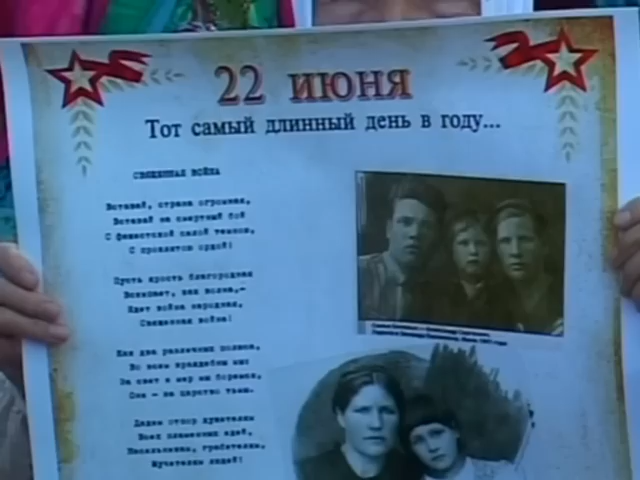 22 ИЮНЯ
Тот самый длинный день в году...
СВЯЩЕННАЯ ВОЙНА
Вставай, страна огромная,
Вставай на смертный бой
С фашистской силой темною,
С проклятою ордой!
Пусть ярость благородная
Вскипает, как волна,-
Идет война народная,
Священная война!
Как два различных полюса,
Во всем враждебны мы:
За свет и мир мы боремся,
Они - за царство тьмы.
Дадим отпор душителям
Всех пламенных идей,
Насильникам, грабителям,
Мучителям людей!